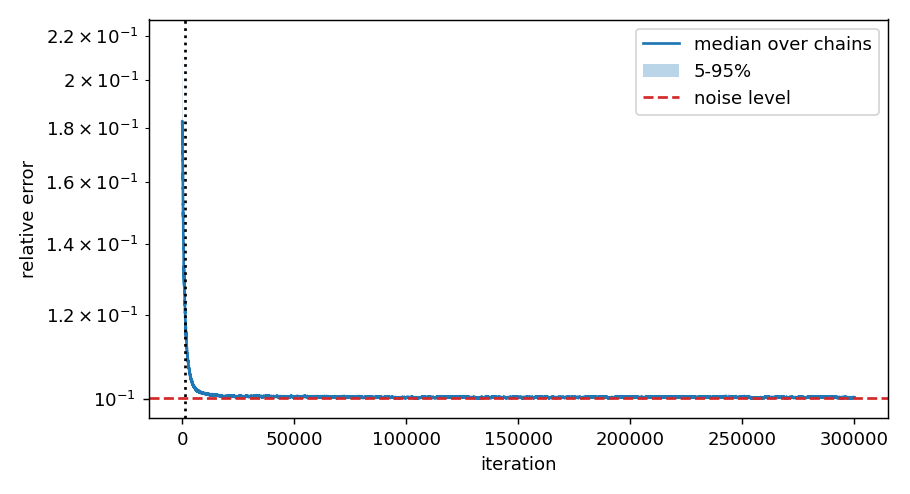 2.2 × 10⁻¹
2 × 10⁻¹
1.8 × 10⁻¹
1.6 × 10⁻¹
1.4 × 10⁻¹
1.2 × 10⁻¹
10⁻¹
relative error
median over chains
5-95%
noise level
0 50000 100000 150000 200000 250000 300000
iteration